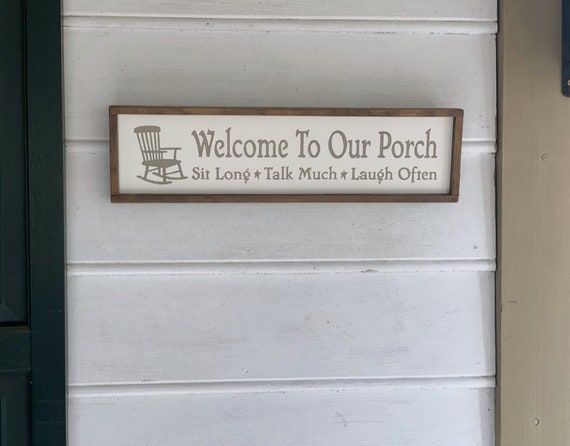 Welcome To Our Porch
Sit Long ★ Talk Much ★ Laugh Often